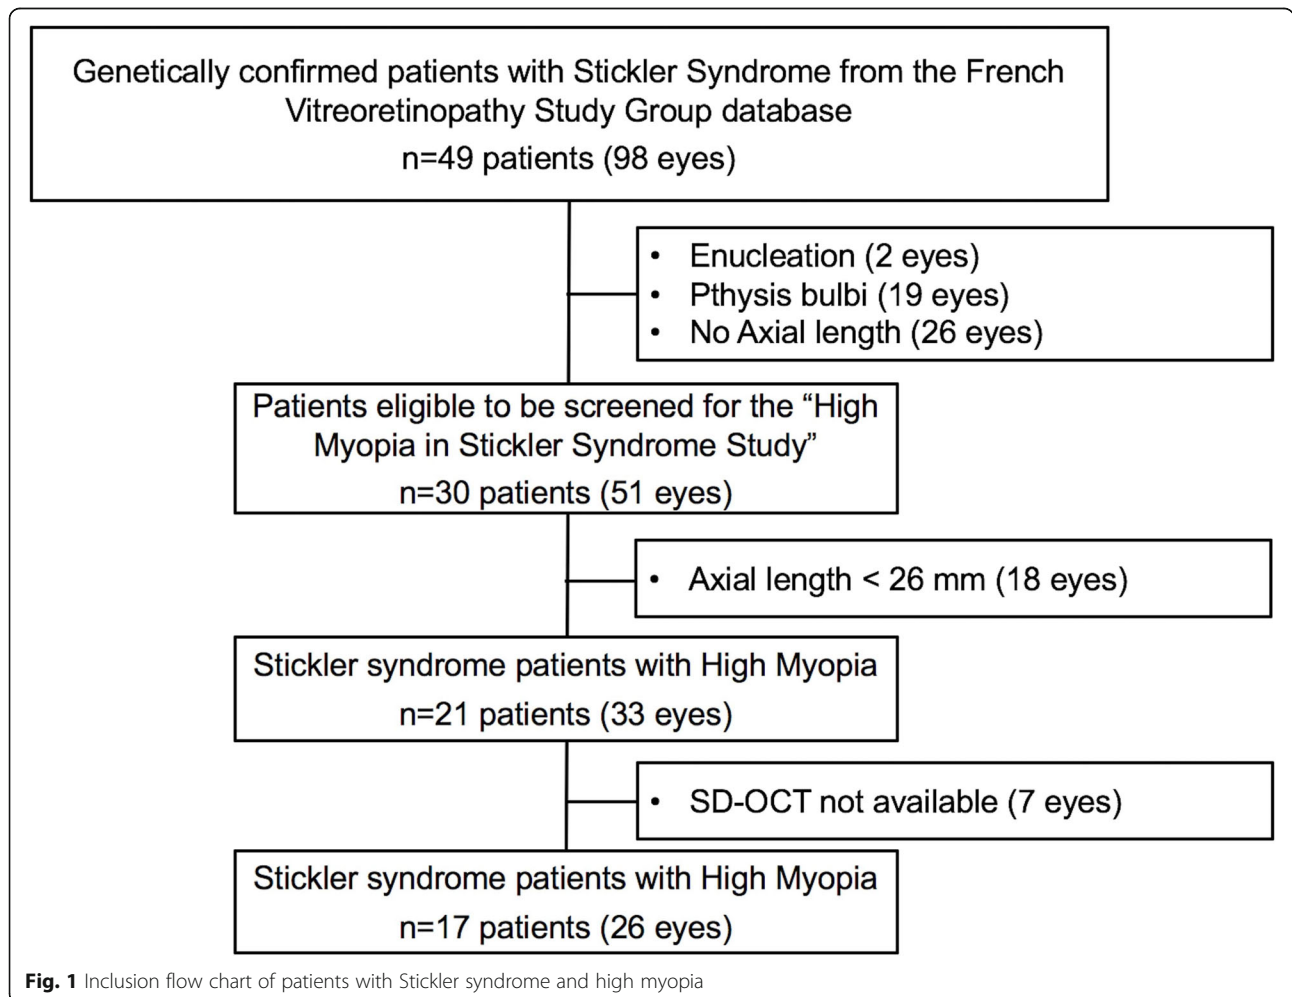 Genetically confirmed patients with Stickler Syndrome from the French
Vitreoretinopathy Study Group database
n=49 patients (98 eyes)
• Enucleation (2 eyes)
• Pthysis bulbi (19 eyes)
• No Axial length (26 eyes)
Patients eligible to be screened for the “High
Myopia in Stickler Syndrome Study”
n=30 patients (51 eyes)
• Axial length < 26 mm (18 eyes)
Stickler syndrome patients with High Myopia
n=21 patients (33 eyes)
• SD-OCT not available (7 eyes)
Stickler syndrome patients with High Myopia
n=17 patients (26 eyes)
Fig. 1 Inclusion flow chart of patients with Stickler syndrome and high myopia